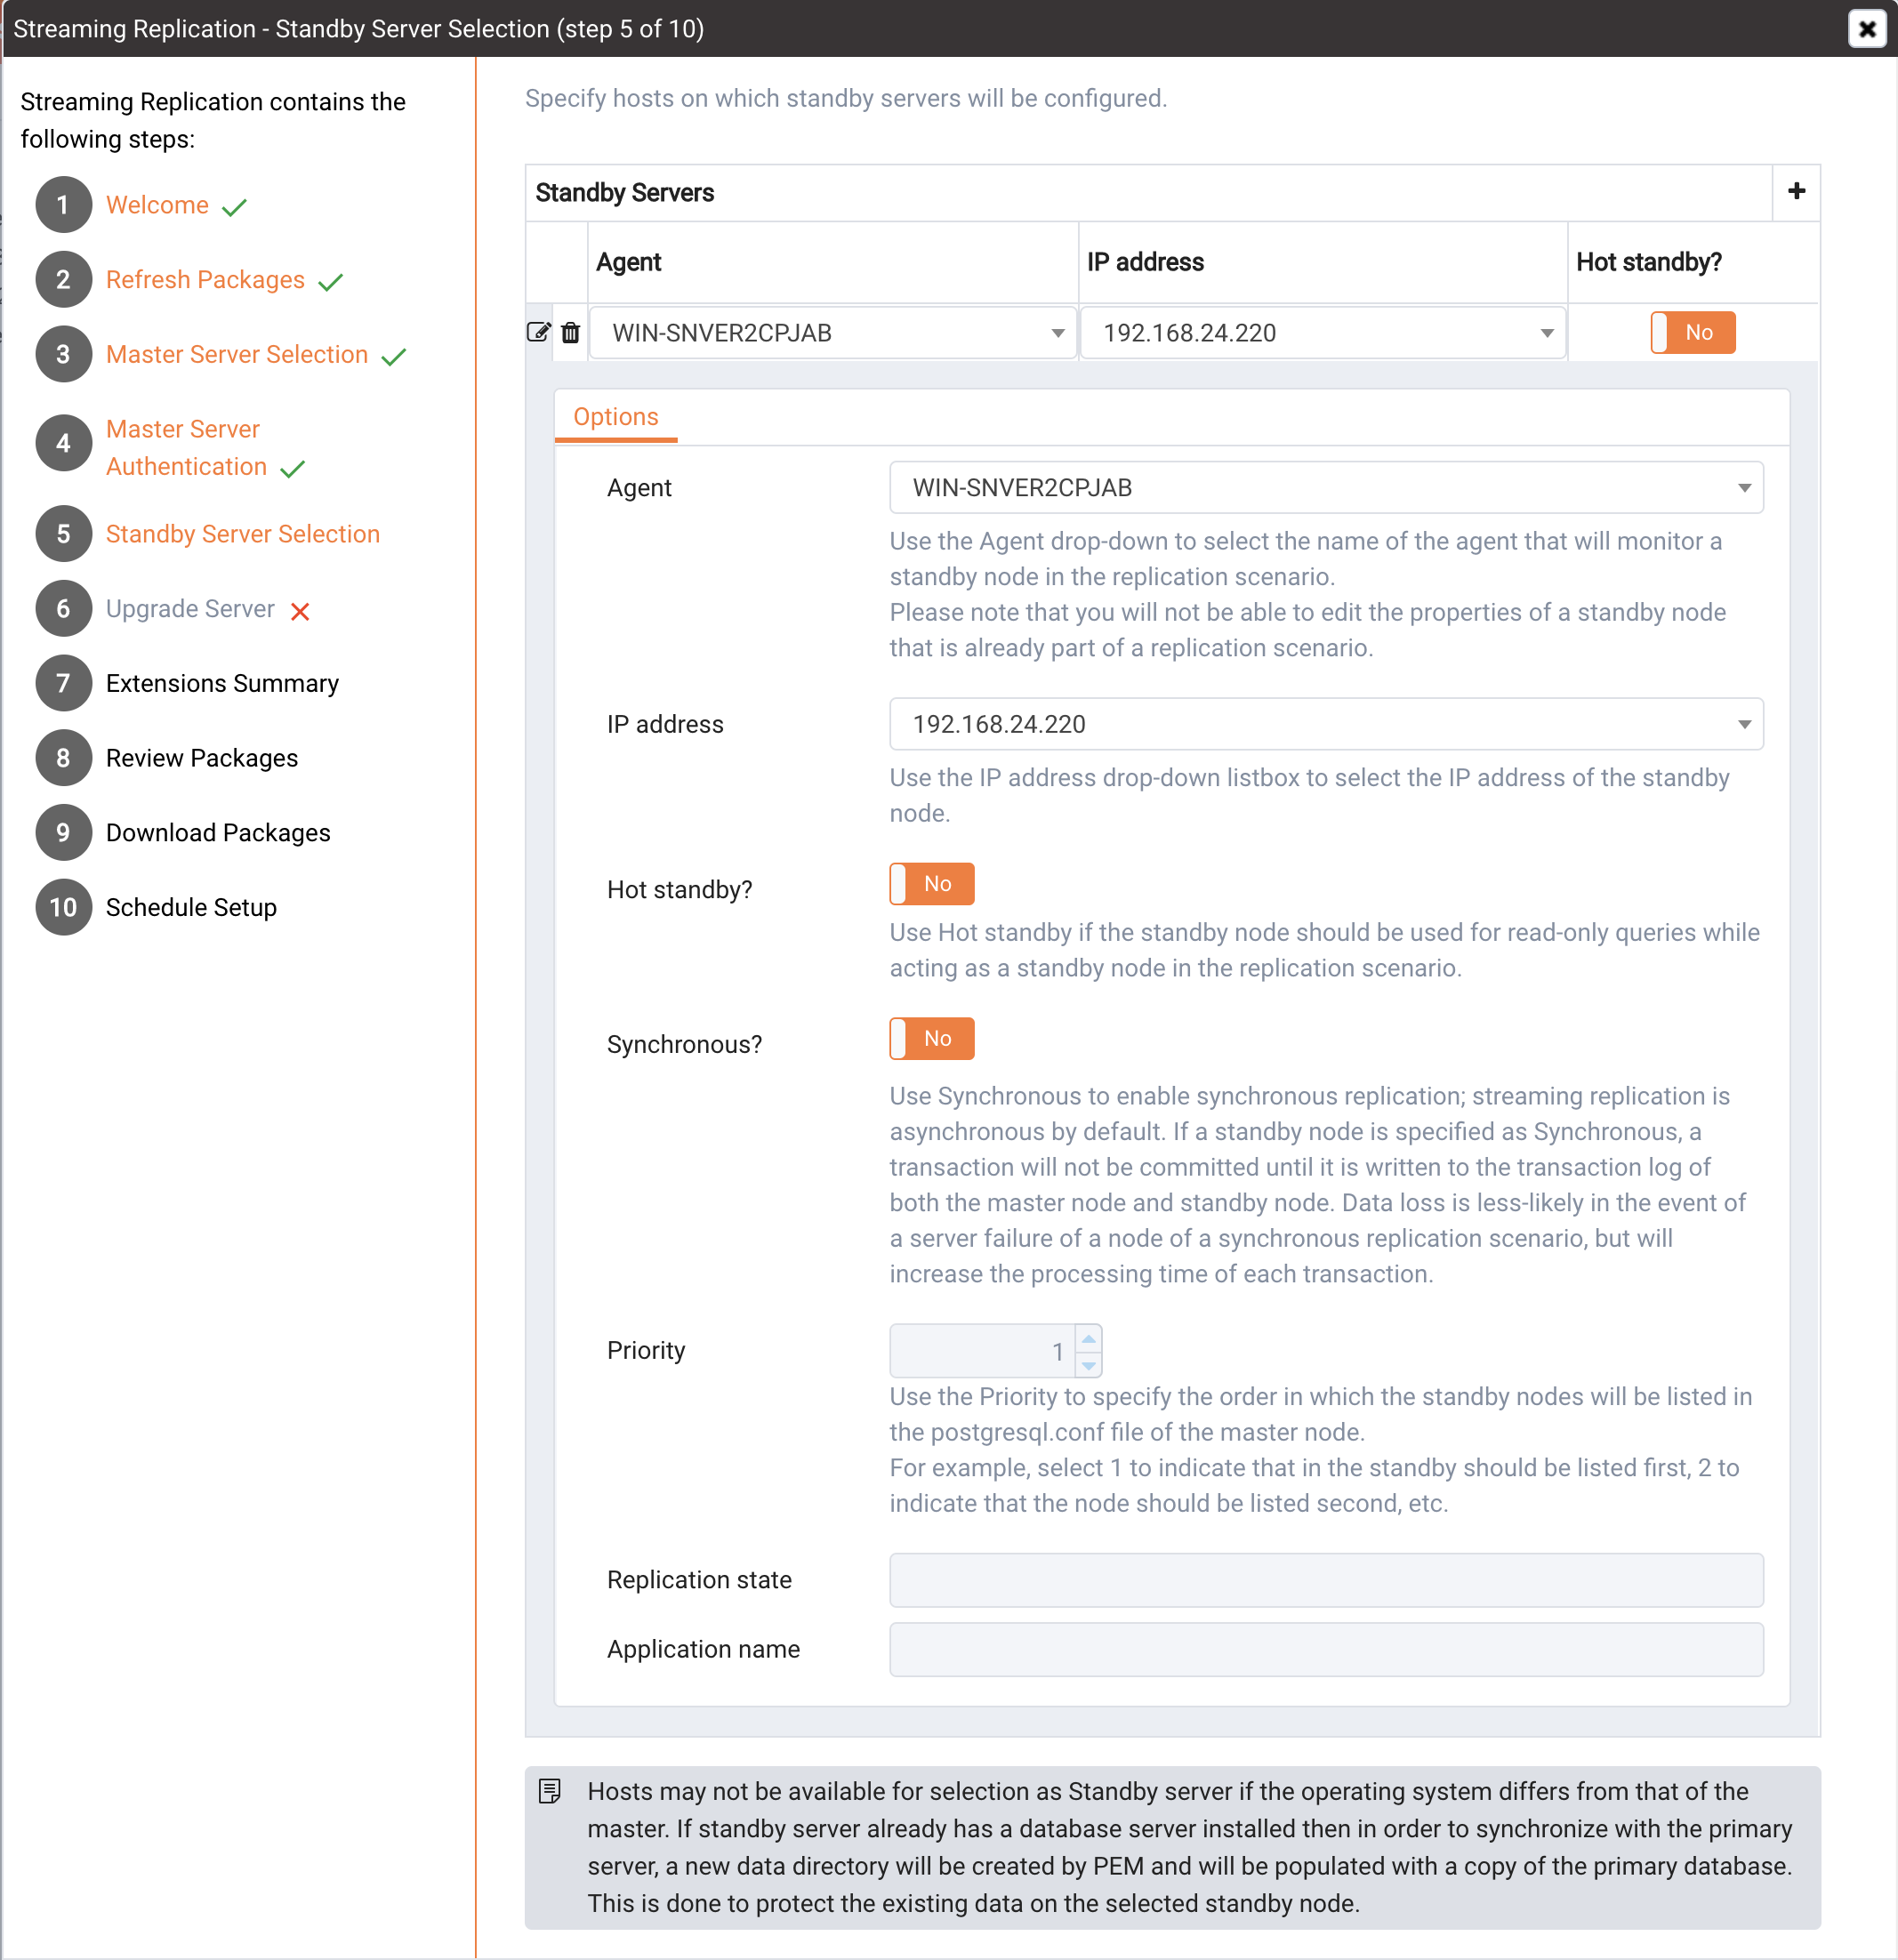 Streaming Replication - Standby Server Selection (step 5 of 10)
Streaming Replication contains the
following steps:
1 Welcome
2 Refresh Packages
3 Master Server Selection
4 Master Server
Authentication
5 Standby Server Selection
6 Upgrade Server
7 Extensions Summary
8 Review Packages
9 Download Packages
10 Schedule Setup
Specify hosts on which standby servers will be configured.
Standby Servers
Agent IP address Hot standby?
WIN-SNVER2CPJAB 192.168.24.220 No
Options
Agent WIN-SNVER2CPJAB
Use the Agent drop-down to select the name of the agent that will monitor a
standby node in the replication scenario.
Please note that you will not be able to edit the properties of a standby node
that is already part of a replication scenario.
IP address 192.168.24.220
Use the IP address drop-down listbox to select the IP address of the standby
node.
Hot standby? No
Use Hot standby if the standby node should be used for read-only queries while
acting as a standby node in the replication scenario.
Synchronous? No
Use Synchronous to enable synchronous replication; streaming replication is
asynchronous by default. If a standby node is specified as Synchronous, a
transaction will not be committed until it is written to the transaction log of
both the master node and standby node. Data loss is less-likely in the event of
a server failure of a node of a synchronous replication scenario, but will
increase the processing time of each transaction.
Priority 1
Use the Priority to specify the order in which the standby nodes will be listed in
the postgresql.conf file of the master node.
For example, select 1 to indicate that in the standby should be listed first, 2 to
indicate that the node should be listed second, etc.
Replication state
Application name
Hosts may not be available for selection as Standby server if the operating system differs from that of the
master. If standby server already has a database server installed then in order to synchronize with the primary
server, a new data directory will be created by PEM and will be populated with a copy of the primary database.
This is done to protect the existing data on the selected standby node.